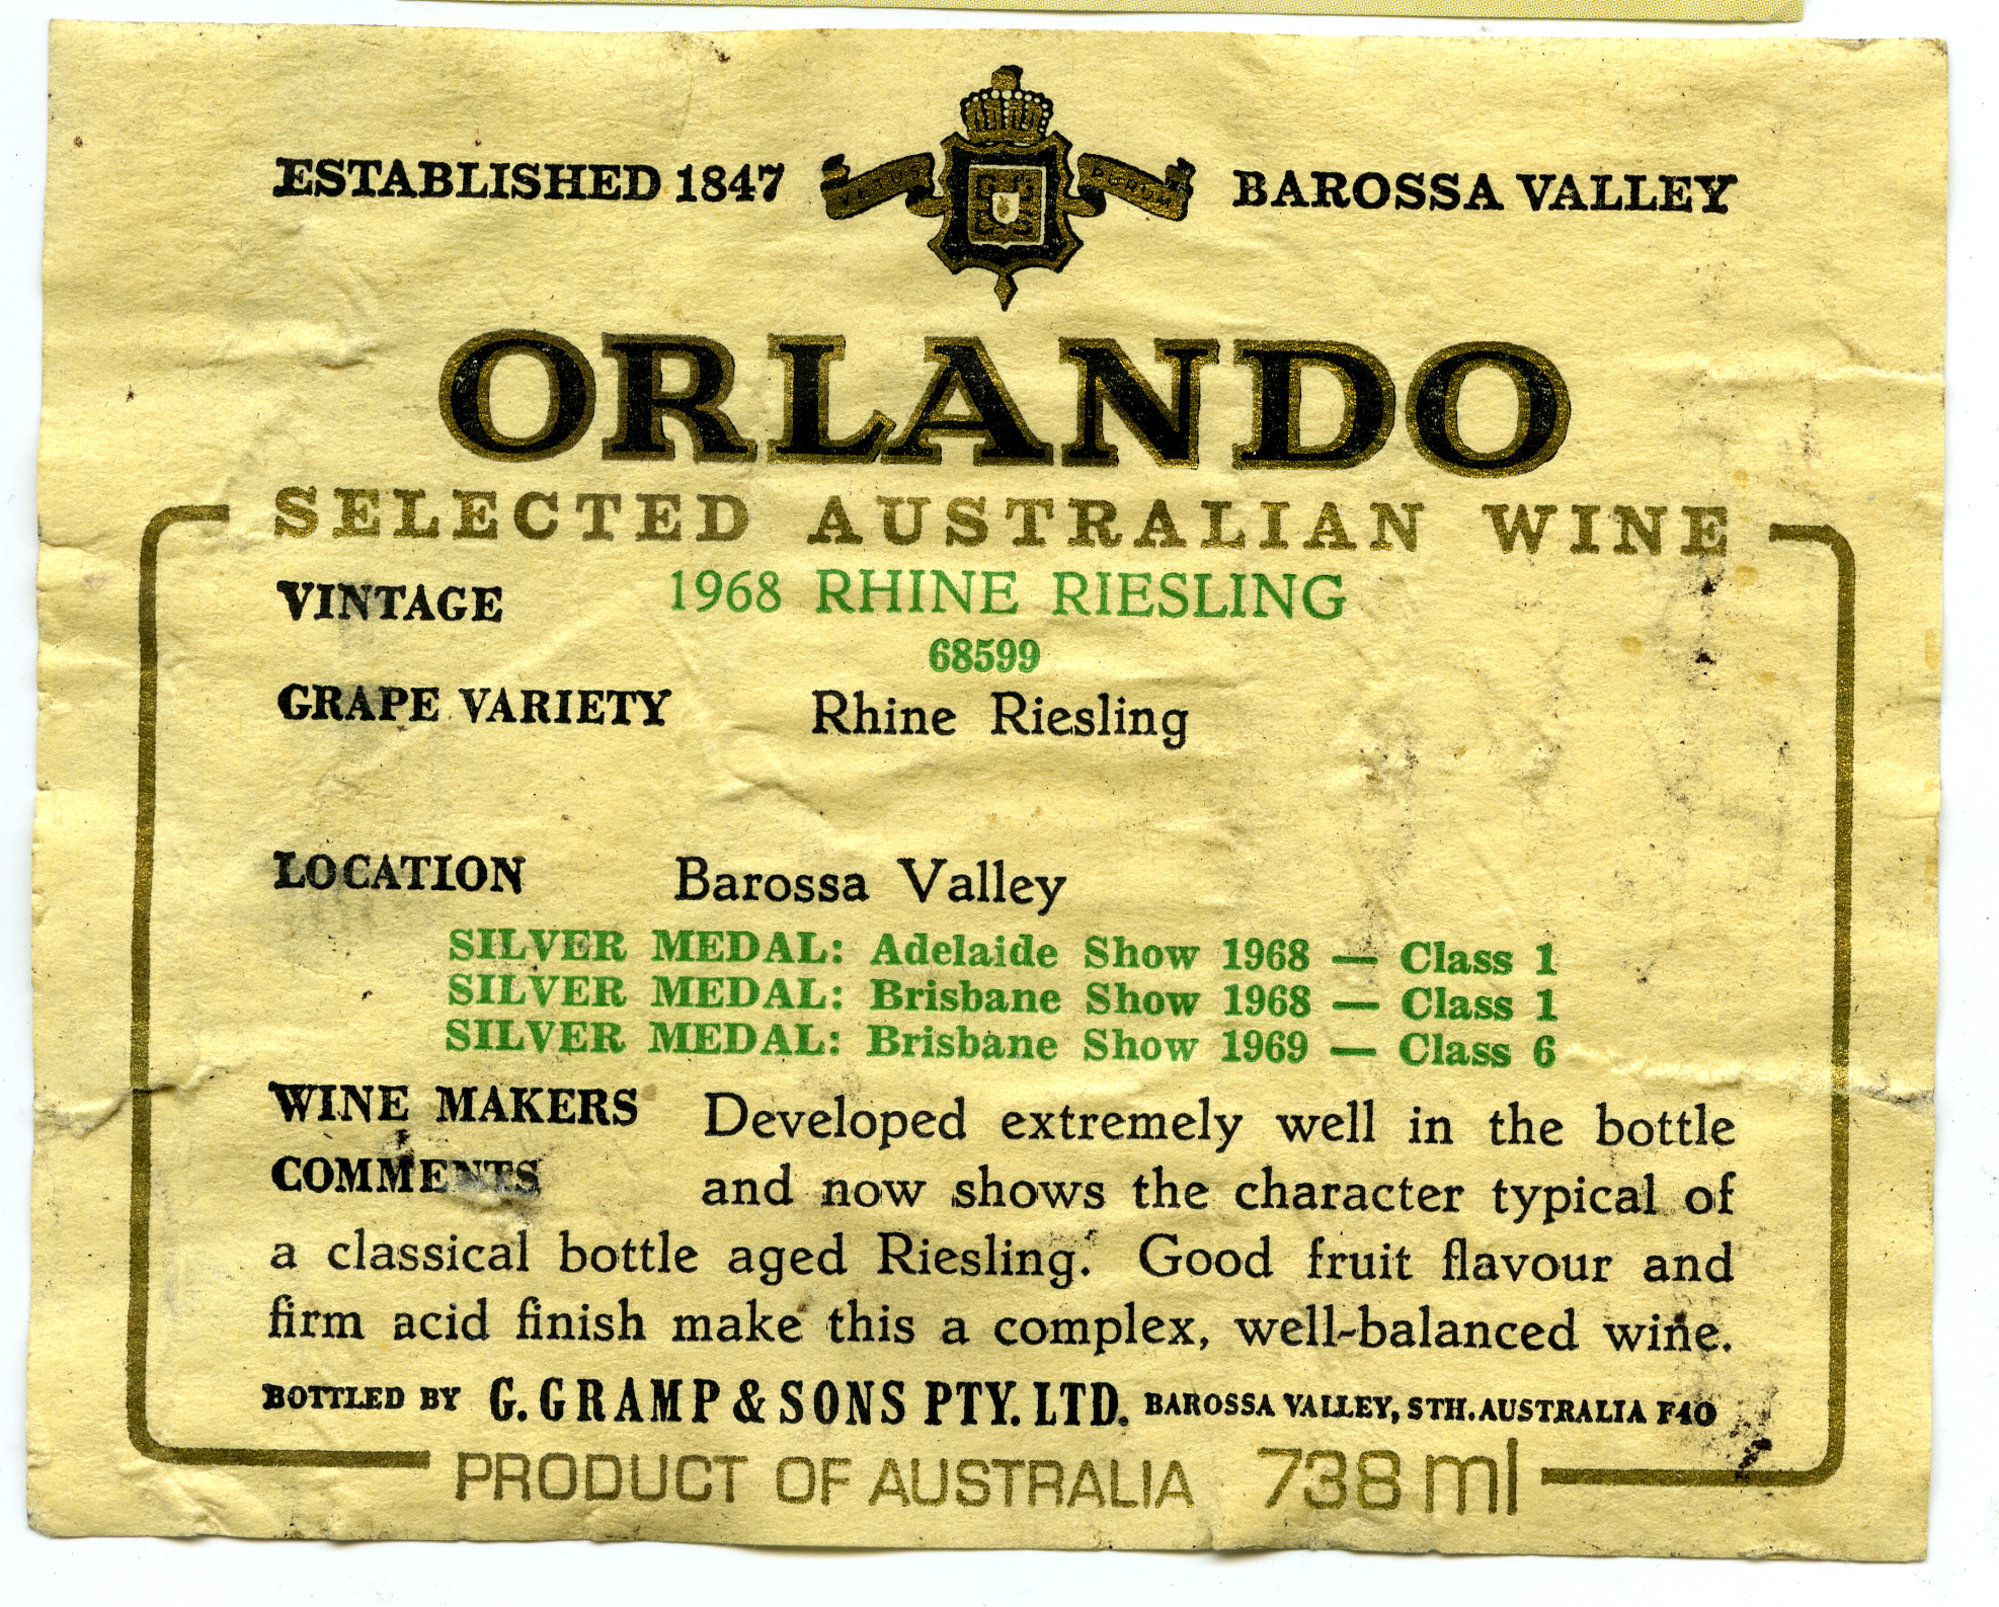 ESTABLISHED 1847
BAROSSA VALLEY
ORLANDO
SELECTED AUSTRALIAN WINE
VINTAGE 1968 RHINE RIESLING
68599
GRAPE VARIETY Rhine Riesling
LOCATION Barossa Valley
SILVER MEDAL: Adelaide Show 1968 — Class 1
SILVER MEDAL: Brisbane Show 1968 — Class 1
SILVER MEDAL: Brisbane Show 1969 — Class 6
WINE MAKERS Developed extremely well in the bottle
COMMENTS and now shows the character typical of
a classical bottle aged Riesling. Good fruit flavour and
firm acid finish make this a complex, well-balanced wine.
BOTTLED BY G. GRAMP & SONS PTY. LTD. BAROSSA VALLEY, STH. AUSTRALIA F40
PRODUCT OF AUSTRALIA 738 ml